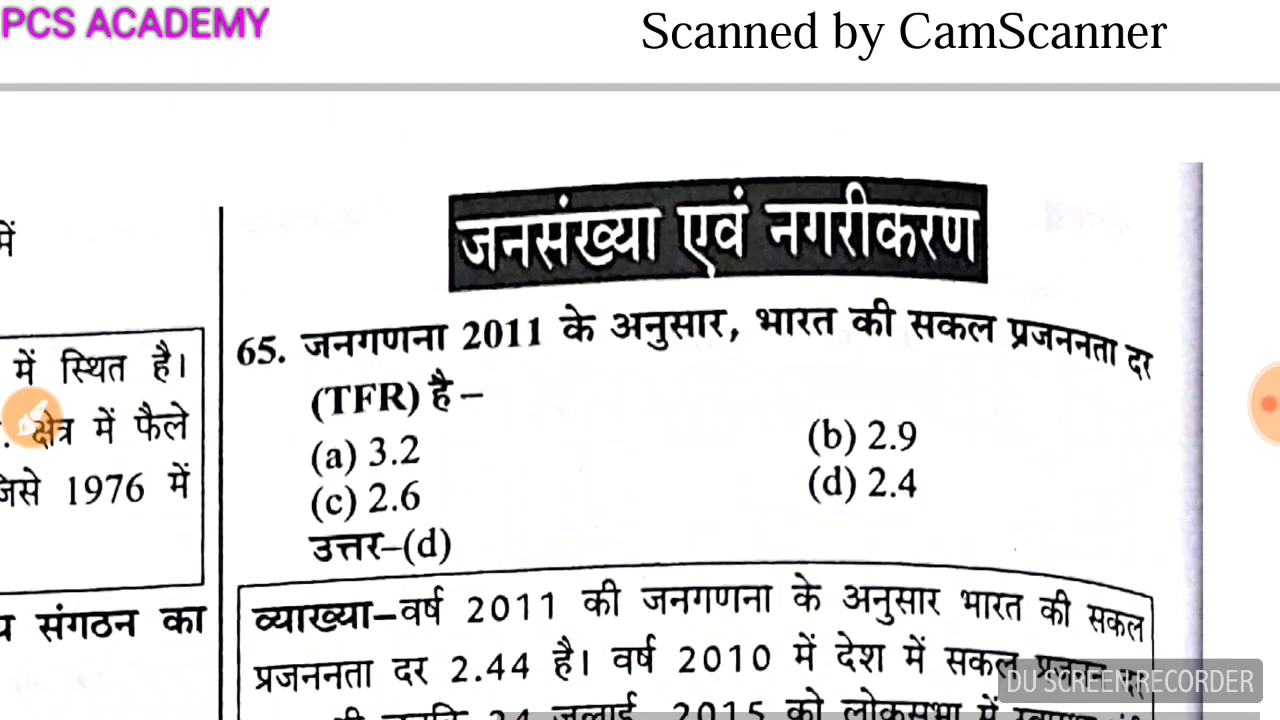 PCS ACADEMY
Scanned by CamScanner
में
में स्थित है।
क्षेत्र में फैले
1976 में
संगठन का
जनसंख्या एवं नगरीकरण
65. जनगणना 2011 के अनुसार, भारत की सकल प्रजननता दर
(TFR) है –
(a) 3.2 (b) 2.9
(c) 2.6 (d) 2.4
उत्तर–(d)
व्याख्या–वर्ष 2011 की जनगणना के अनुसार भारत की सकल
प्रजननता दर 2.44 है। वर्ष 2010 में देश में सकल
2015 को लोकसभा में
DU SCREEN RECORDER